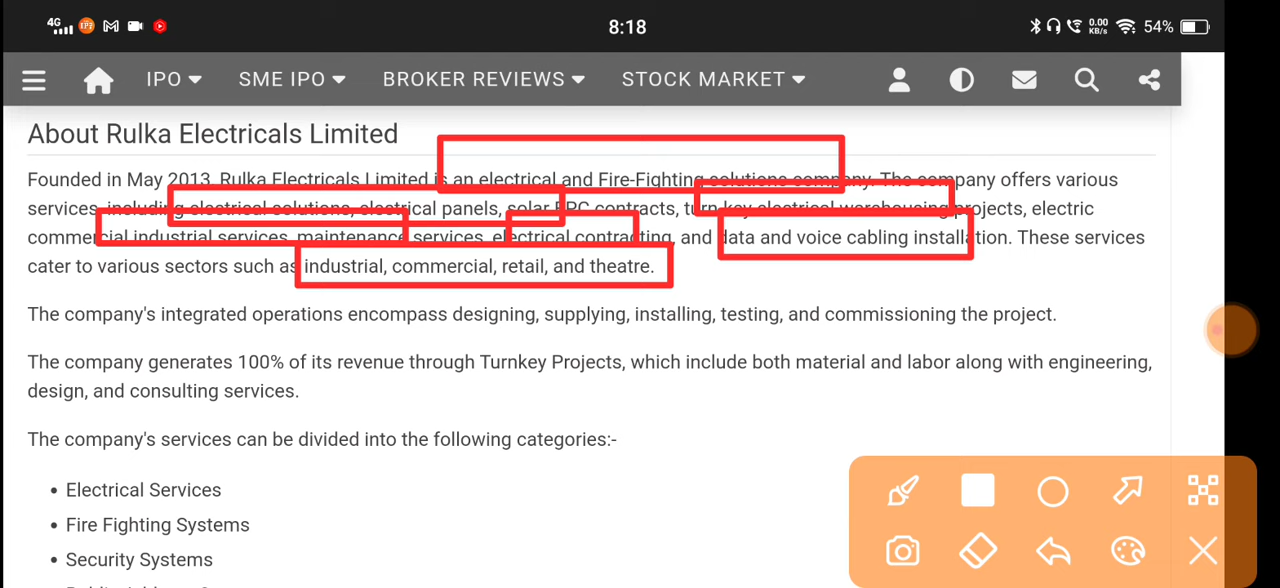 4G 8:18 0.00 KB/s 54%
IPO SME IPO BROKER REVIEWS STOCK MARKET
About Rulka Electricals Limited
Founded in May 2013, Rulka Electricals Limited is an electrical and Fire-Fighting solutions company. The company offers various
services, including electrical solutions, electrical panels, solar EPC contracts, turn-key electrical warehousing projects, electric
commercial industrial services, maintenance services, electrical contracting, and data and voice cabling installation. These services
cater to various sectors such as industrial, commercial, retail, and theatre.
The company's integrated operations encompass designing, supplying, installing, testing, and commissioning the project.
The company generates 100% of its revenue through Turnkey Projects, which include both material and labor along with engineering,
design, and consulting services.
The company's services can be divided into the following categories:-
• Electrical Services
• Fire Fighting Systems
• Security Systems